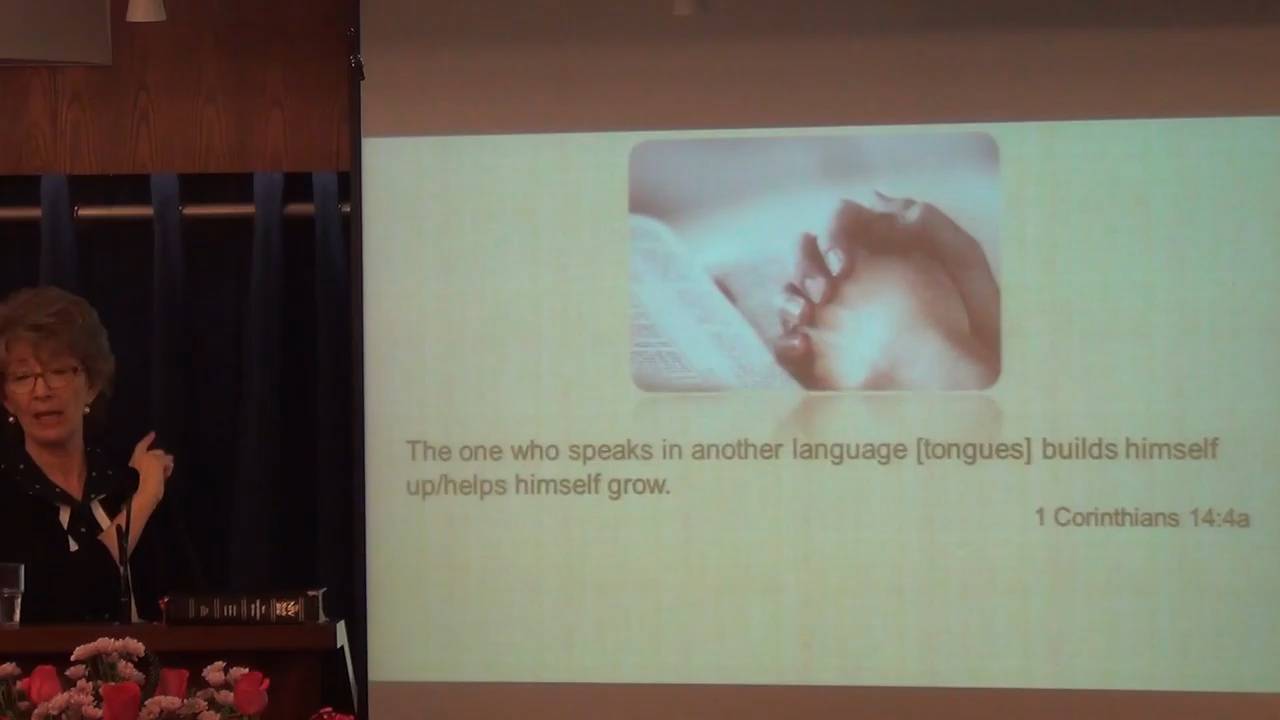 The one who speaks in another language [tongues] builds himself
up/helps himself grow.
1 Corinthians 14:4a